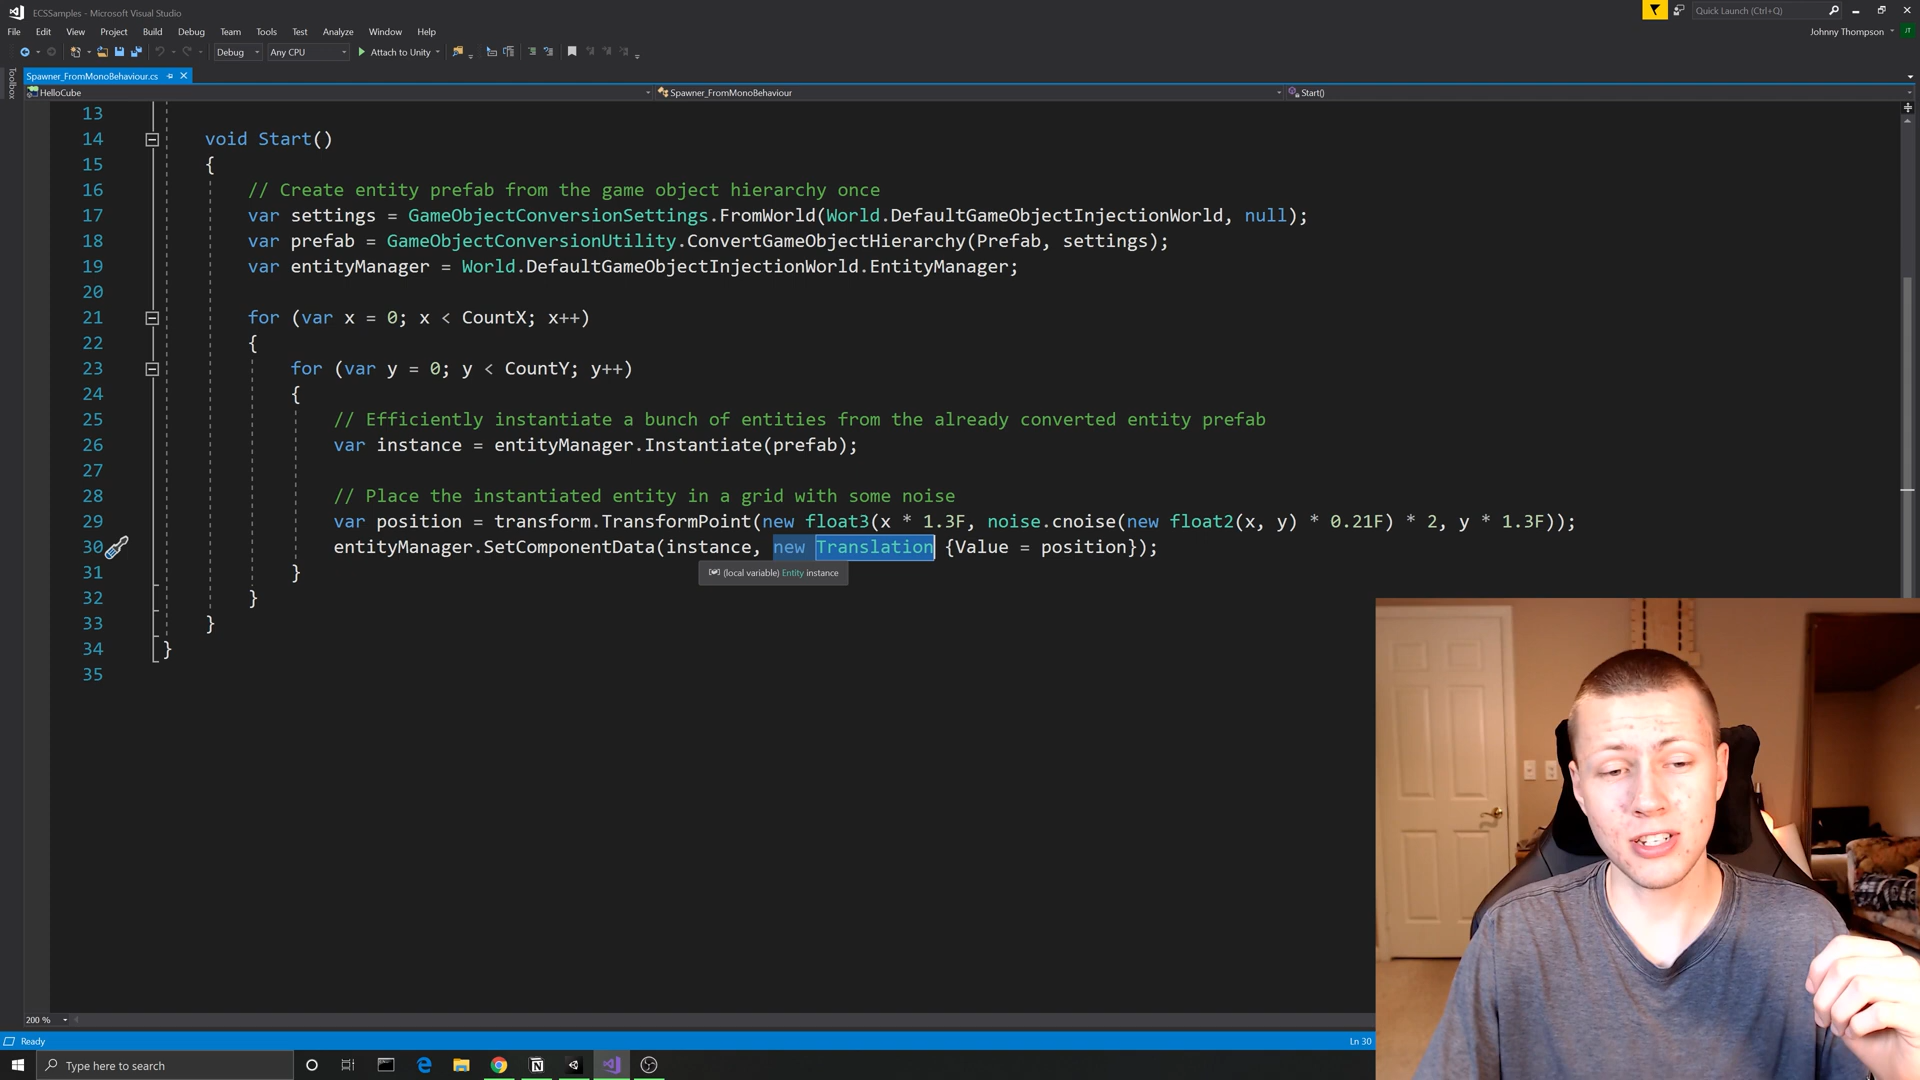 ECSSamples - Microsoft Visual Studio
Quick Launch (Ctrl+Q)
File Edit View Project Build Debug Team Tools Test Analyze Window Help
Johnny Thompson
JT
Debug Any CPU Attach to Unity
Toolbox
Spawner_FromMonoBehaviour.cs
HelloCube Spawner_FromMonoBehaviour Start()
13
14 void Start()
15 {
16 // Create entity prefab from the game object hierarchy once
17 var settings = GameObjectConversionSettings.FromWorld(World.DefaultGameObjectInjectionWorld, null);
18 var prefab = GameObjectConversionUtility.ConvertGameObjectHierarchy(Prefab, settings);
19 var entityManager = World.DefaultGameObjectInjectionWorld.EntityManager;
20
21 for (var x = 0; x < CountX; x++)
22 {
23 for (var y = 0; y < CountY; y++)
24 {
25 // Efficiently instantiate a bunch of entities from the already converted entity prefab
26 var instance = entityManager.Instantiate(prefab);
27
28 // Place the instantiated entity in a grid with some noise
29 var position = transform.TransformPoint(new float3(x * 1.3F, noise.cnoise(new float2(x, y) * 0.21F) * 2, y * 1.3F));
30 entityManager.SetComponentData(instance, new Translation {Value = position});
31 }
(local variable) Entity instance
32 }
33 }
34 }
35
200 %
Ready Ln 30
Type here to search